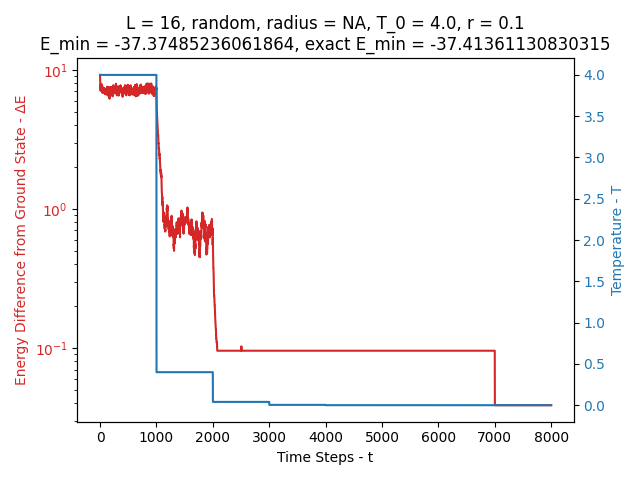 L = 16, random, radius = NA, T_0 = 4.0, r = 0.1
E_min = -37.37485236061864, exact E_min = -37.41361130830315
Energy Difference from Ground State - ΔE
10¹
10⁰
10⁻¹
4.0
3.5
3.0
2.5
2.0
1.5
1.0
0.5
0.0
Temperature - T
0 1000 2000 3000 4000 5000 6000 7000 8000
Time Steps - t